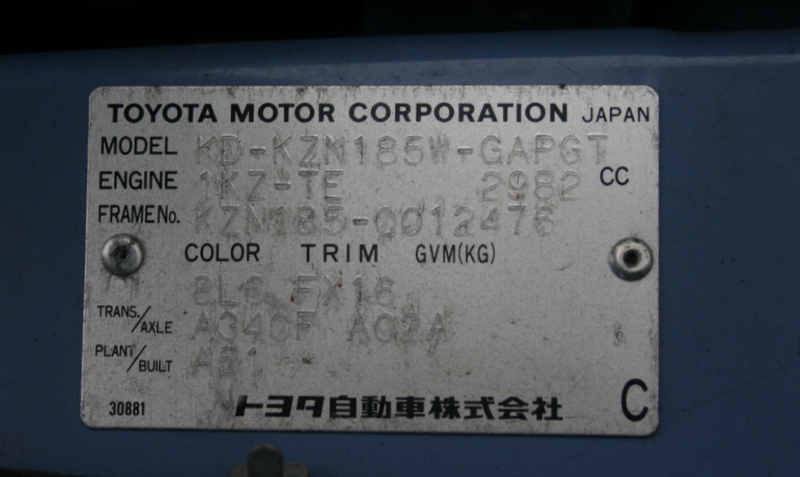 TOYOTA MOTOR CORPORATION JAPAN
MODEL KD-KZN185W-GAPGT
ENGINE 1KZ-TE 2982 CC
FRAME No. KZN185-0012476
COLOR TRIM GVM(KG)
8L6 FX16
TRANS./AXLE A340F A02A
PLANT/BUILT
30881 トヨタ自動車株式会社 C